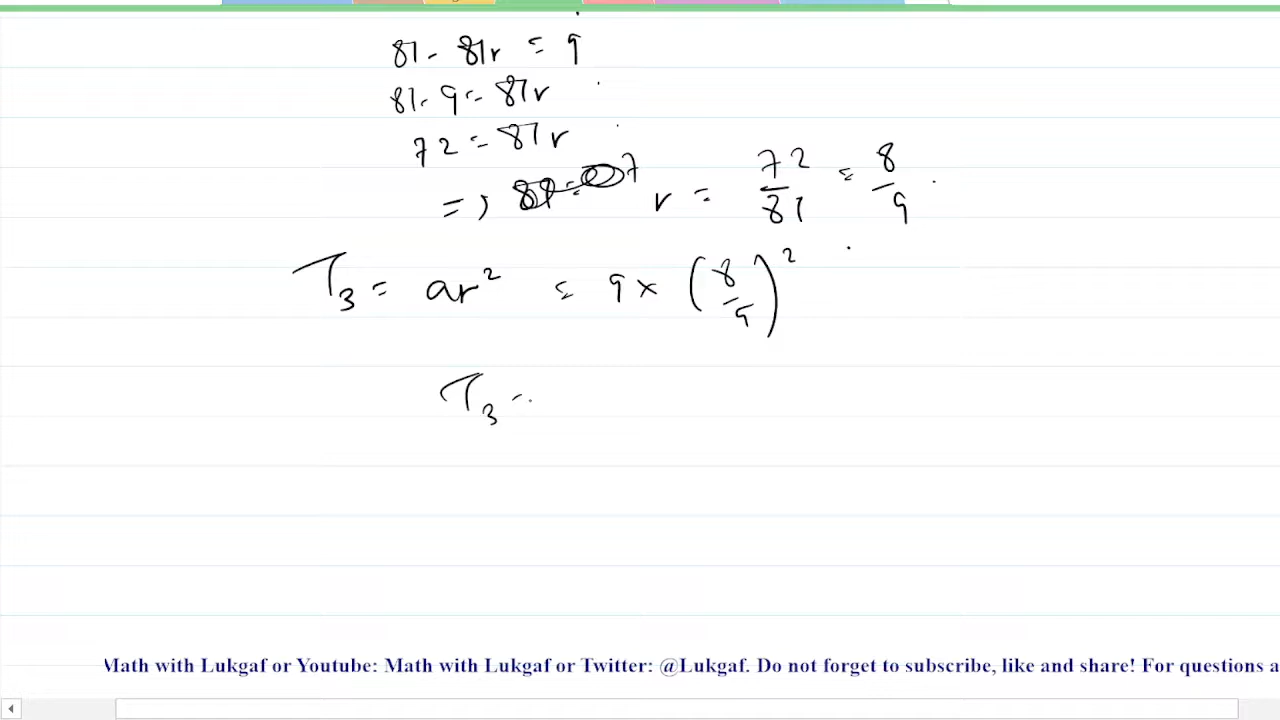 81 - 81r = 9
81 - 9 = 81r
72 = 81r
=> r = 72/81 = 8/9
T₃ = ar² = 9 × (8/9)²
T₃ =
Math with Lukgaf or Youtube: Math with Lukgaf or Twitter: @Lukgaf. Do not forget to subscribe, like and share! For questions a